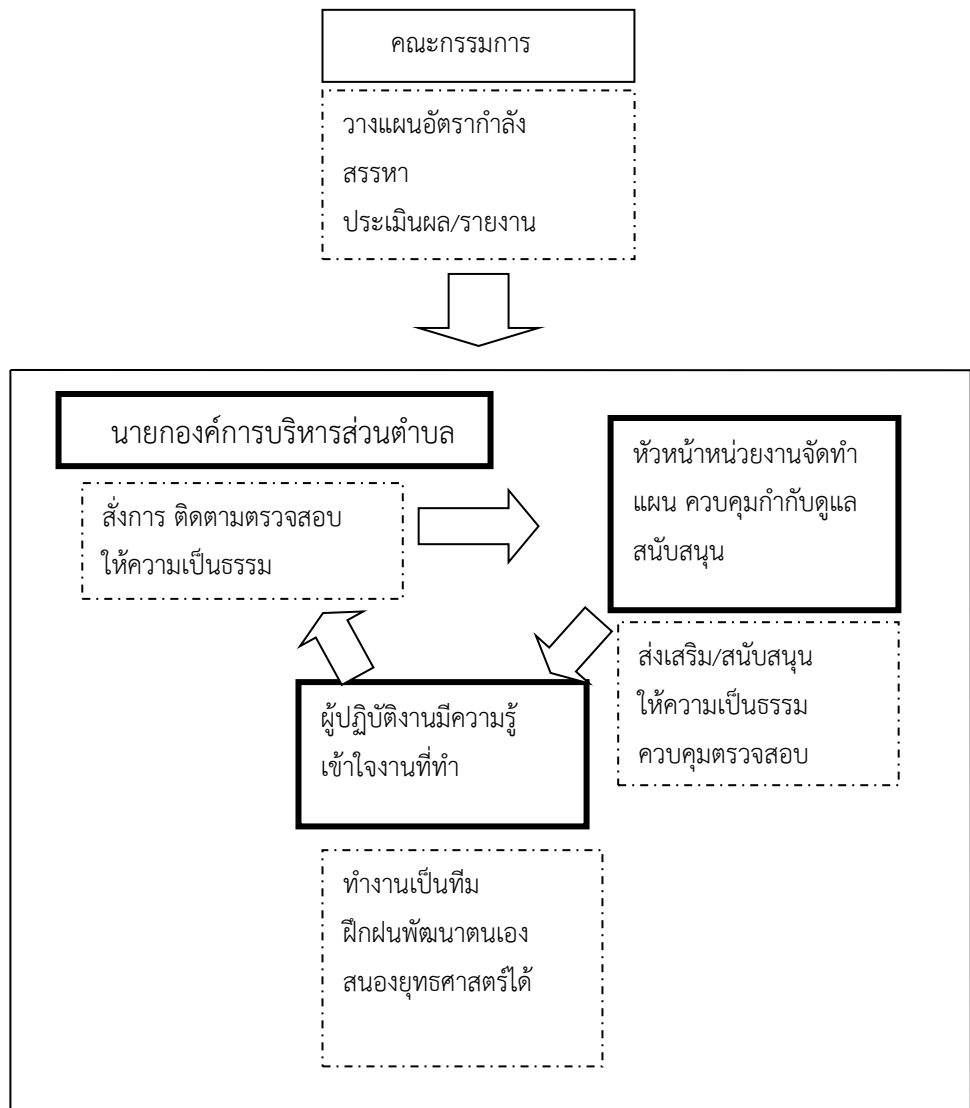 คณะกรรมการ
วางแผนอัตรากำลัง
สรรหา
ประเมินผล/รายงาน
นายกองค์การบริหารส่วนตำบล
สั่งการ ติดตามตรวจสอบ
ให้ความเป็นธรรม
หัวหน้าหน่วยงานจัดทำ
แผน ควบคุมกำกับดูแล
สนับสนุน
ส่งเสริม/สนับสนุน
ให้ความเป็นธรรม
ควบคุมตรวจสอบ
ผู้ปฏิบัติงานมีความรู้
เข้าใจงานที่ทำ
ทำงานเป็นทีม
ฝึกฝนพัฒนาตนเอง
สนองยุทธศาสตร์ได้